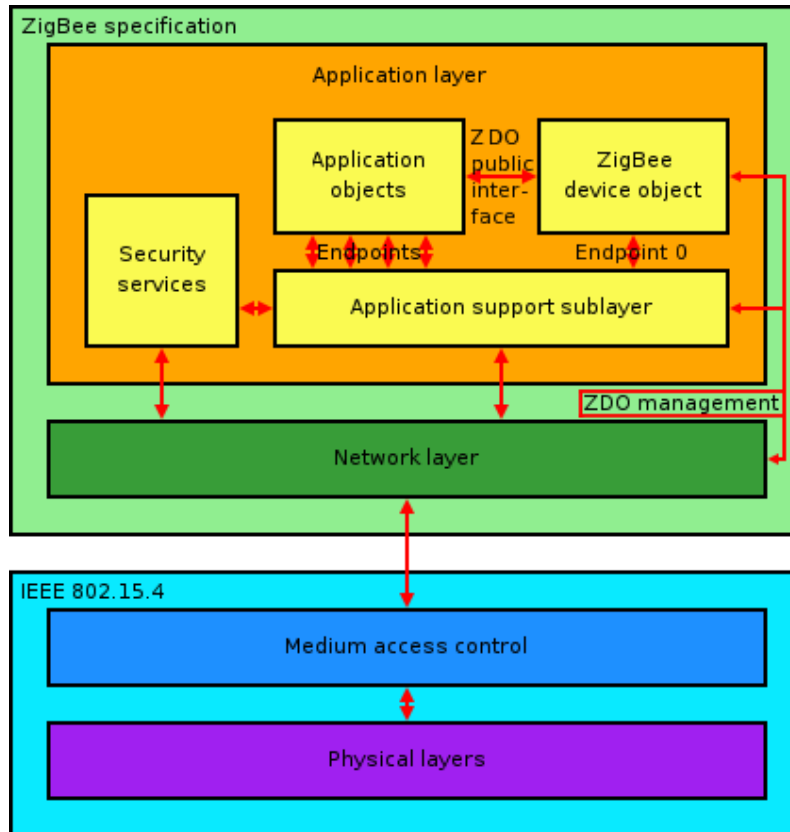 ZigBee specification
Application layer
Application
objects
ZDO
public
inter-
face
ZigBee
device object
Security
services
Endpoints
Endpoint 0
Application support sublayer
ZDO management
Network layer
IEEE 802.15.4
Medium access control
Physical layers